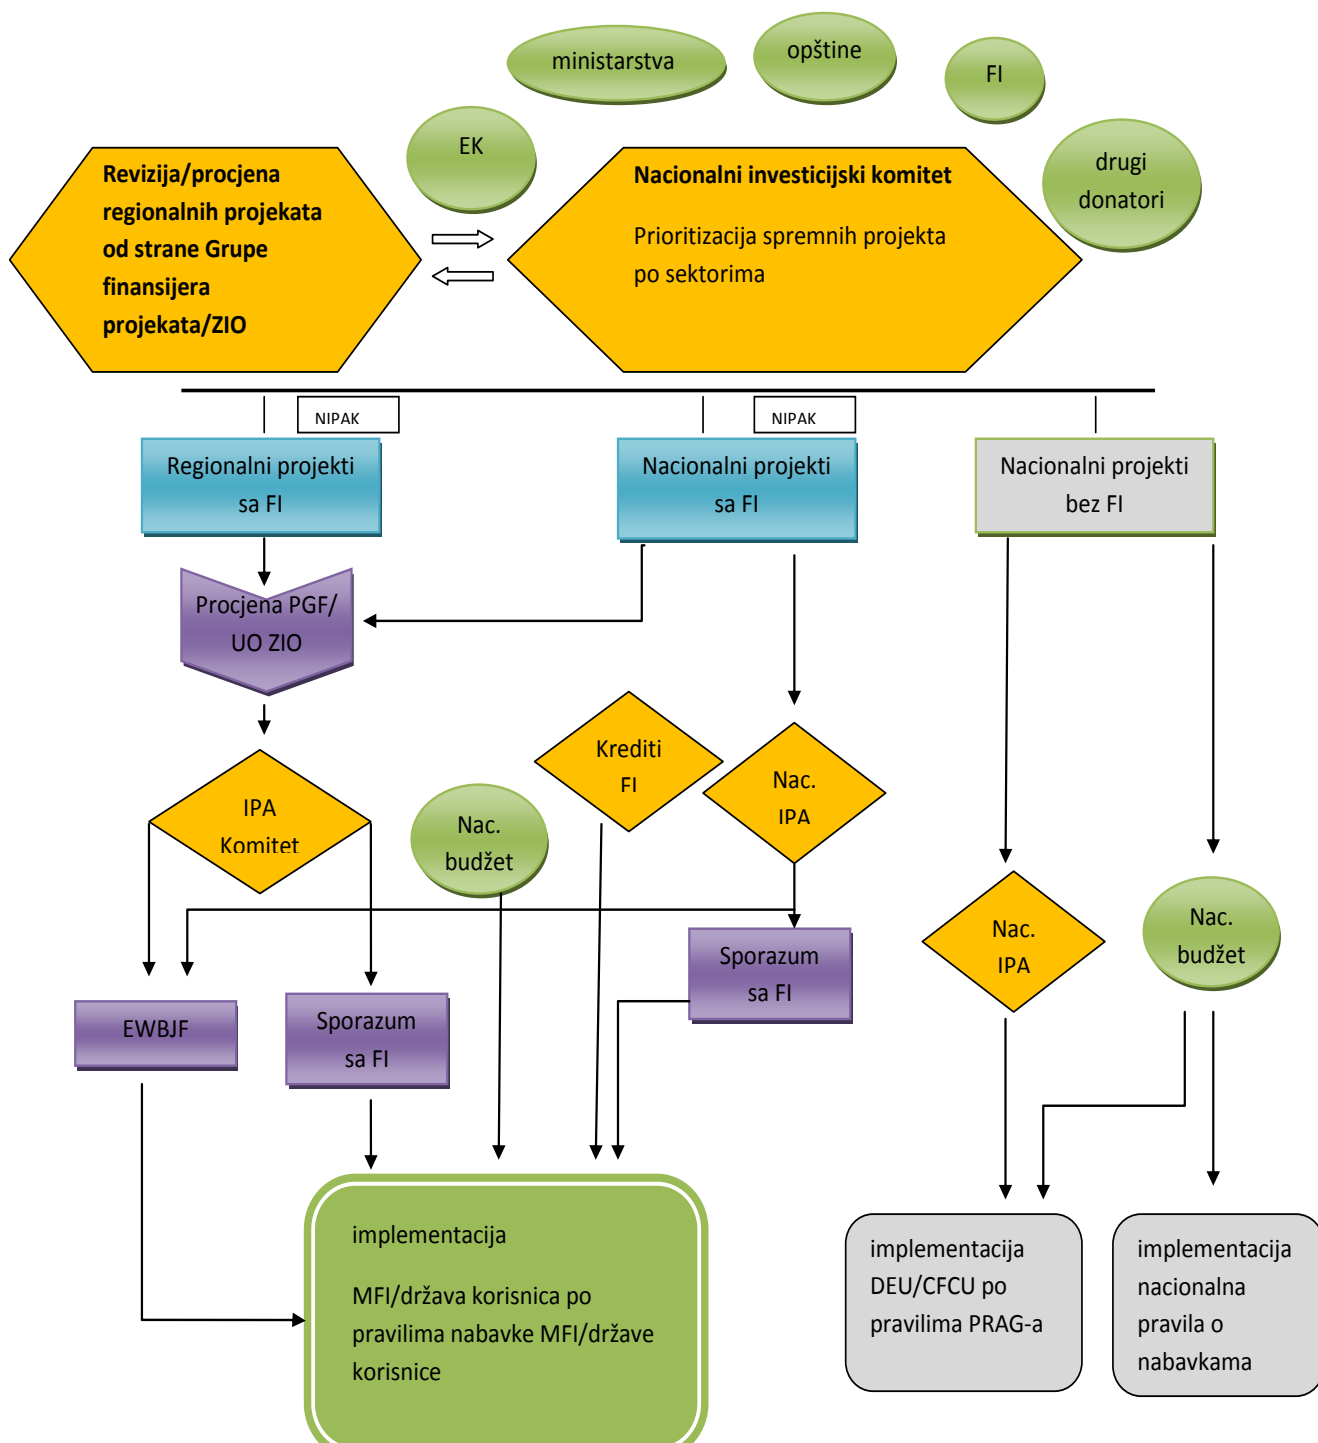 ministarstva
opštine
FI
EK
drugi
donatori
Revizija/procjena
regionalnih projekata
od strane Grupe
finansijera
projekata/ZIO
Nacionalni investicijski komitet
Prioritizacija spremnih projekta
po sektorima
NIPAK
NIPAK
Regionalni projekti
sa FI
Nacionalni projekti
sa FI
Nacionalni projekti
bez FI
Procjena PGF/
UO ZIO
Krediti
FI
Nac.
IPA
IPA
Komitet
Nac.
budžet
Nac.
IPA
Nac.
budžet
Sporazum
sa FI
EWBJF
Sporazum
sa FI
implementacija
MFI/država korisnica po
pravilima nabavke MFI/države
korisnice
implementacija
DEU/CFCU po
pravilima PRAG-a
implementacija
nacionalna
pravila o
nabavkama